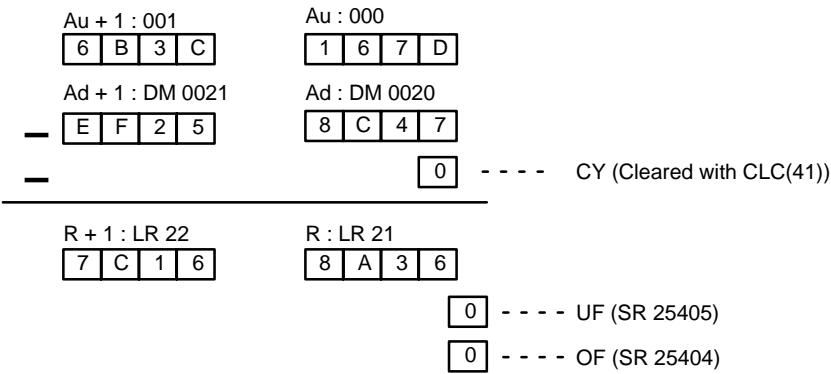 Au + 1 : 001 Au : 000
6 B 3 C 1 6 7 D
Ad + 1 : DM 0021 Ad : DM 0020
– E F 2 5 8 C 4 7
– 0 - - - - CY (Cleared with CLC(41))
R + 1 : LR 22 R : LR 21
7 C 1 6 8 A 3 6
0 - - - - UF (SR 25405)
0 - - - - OF (SR 25404)